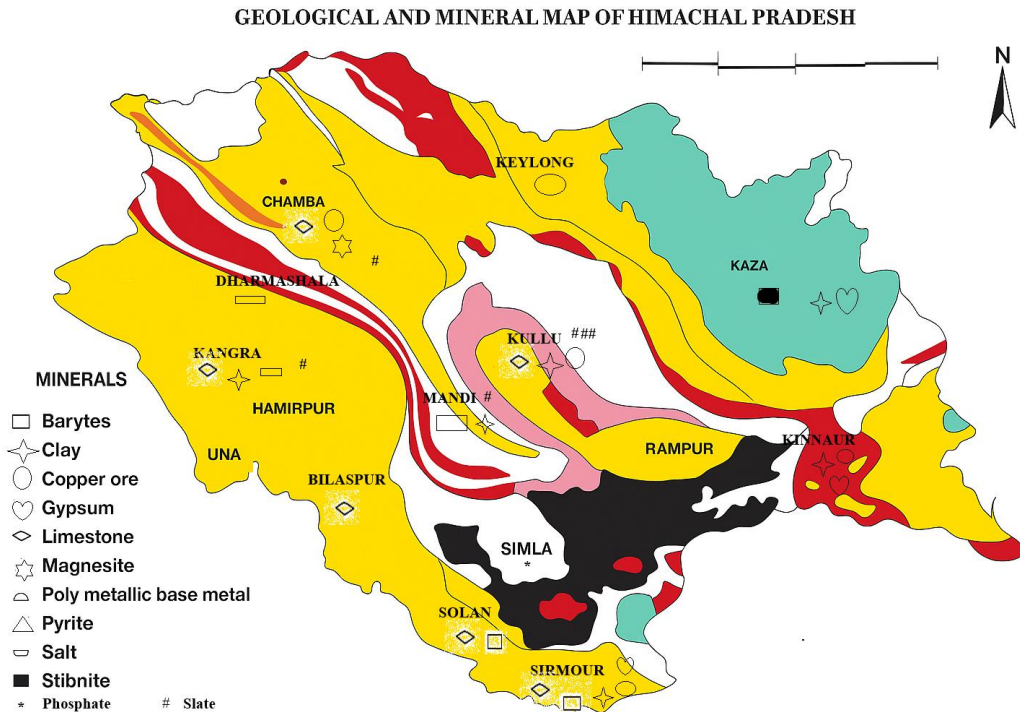 GEOLOGICAL AND MINERAL MAP OF HIMACHAL PRADESH
N
KEYLONG
CHAMBA
#
KAZA
DHARMASHALA
# ##
KULLU
KANGRA
#
MINERALS
HAMIRPUR
MANDI #
KINNAUR
RAMPUR
UNA
BILASPUR
SIMLA
*
SOLAN
SIRMOUR
Barytes
Clay
Copper ore
Gypsum
Limestone
Magnesite
Poly metallic base metal
Pyrite
Salt
Stibnite
* Phosphate # Slate